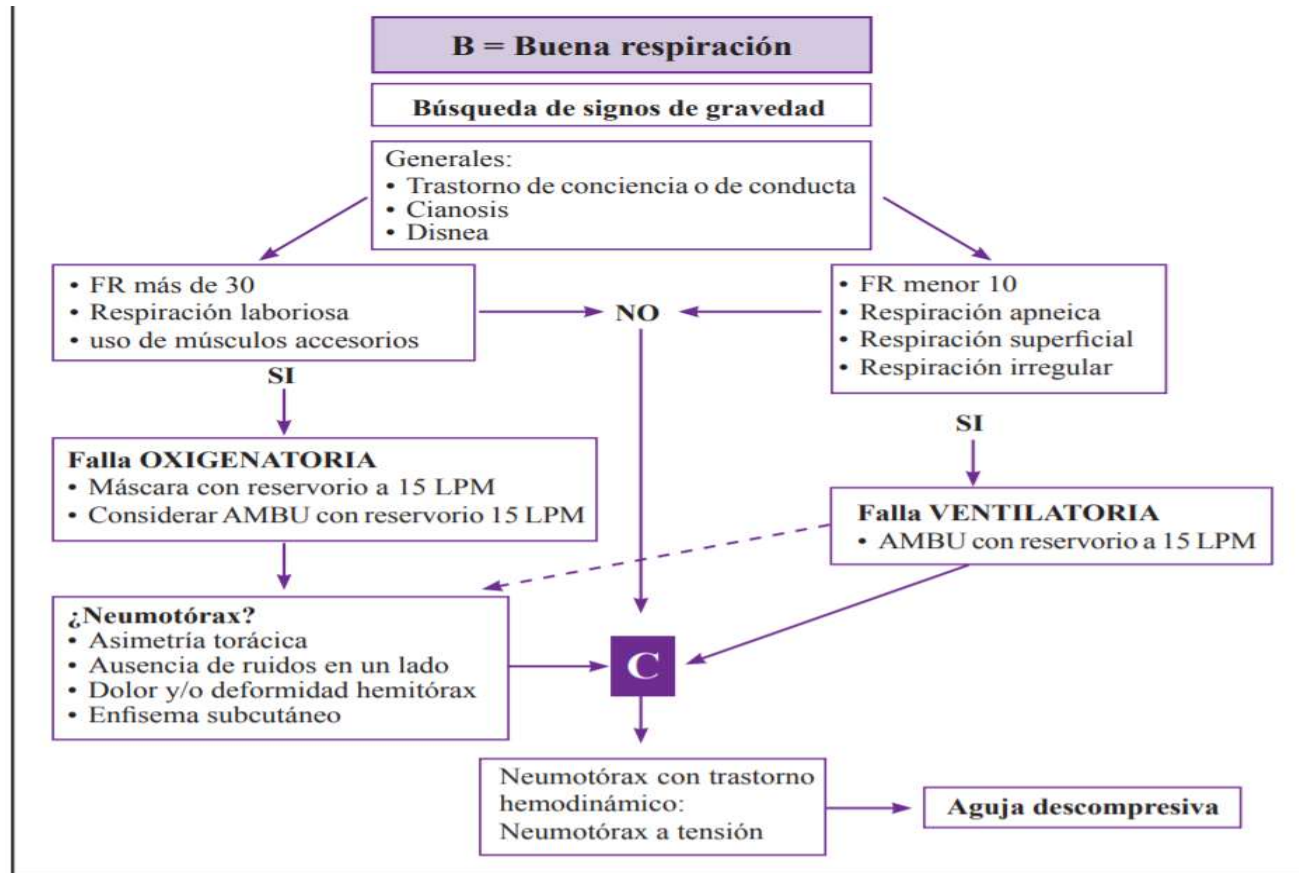 B = Buena respiración
Búsqueda de signos de gravedad
Generales:
• Trastorno de conciencia o de conducta
• Cianosis
• Disnea
• FR más de 30
• Respiración laboriosa
• uso de músculos accesorios
NO
• FR menor 10
• Respiración apneica
• Respiración superficial
• Respiración irregular
SI
SI
Falla OXIGENATORIA
• Máscara con reservorio a 15 LPM
• Considerar AMBU con reservorio 15 LPM
Falla VENTILATORIA
• AMBU con reservorio a 15 LPM
¿Neumotórax?
• Asimetría torácica
• Ausencia de ruidos en un lado
• Dolor y/o deformidad hemitórax
• Enfisema subcutáneo
C
Neumotórax con trastorno
hemodinámico:
Neumotórax a tensión
Aguja descompresiva